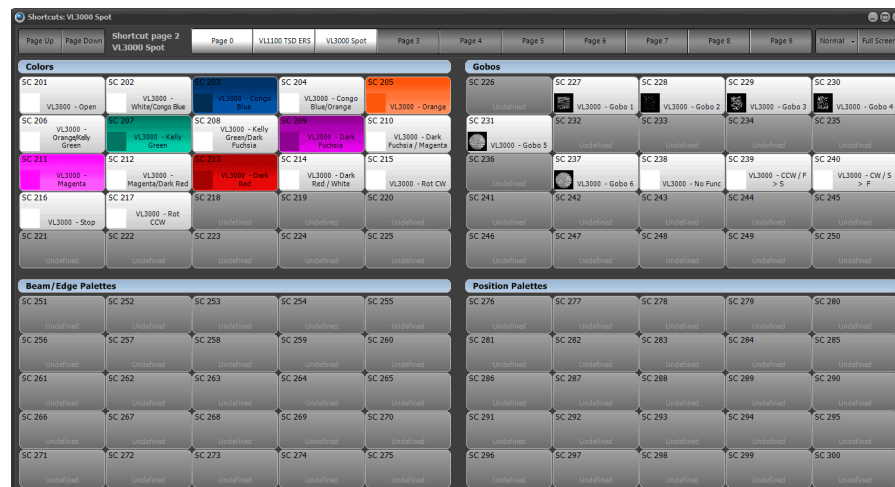 Shortcuts: VL3000 Spot
Page Up Page Down Shortcut page 2 VL3000 Spot Page 0 VL1100 TSD ERS VL3000 Spot Page 3 Page 4 Page 5 Page 6 Page 7 Page 8 Page 9 Normal Full Screen
Colors
SC 201 VL3000 - Open
SC 202 VL3000 - White/Congo Blue
SC 203 VL3000 - Congo Blue
SC 204 VL3000 - Congo Blue/Orange
SC 205 VL3000 - Orange
SC 206 VL3000 - Orange/Kelly Green
SC 207 VL3000 - Kelly Green
SC 208 VL3000 - Kelly Green/Dark Fuchsia
SC 209 VL3000 - Dark Fuchsia
SC 210 VL3000 - Dark Fuchsia / Magenta
SC 211 VL3000 - Magenta
SC 212 VL3000 - Magenta/Dark Red
SC 213 VL3000 - Dark Red
SC 214 VL3000 - Dark Red / White
SC 215 VL3000 - Rot CW
SC 216 VL3000 - Stop
SC 217 VL3000 - Rot CCW
SC 218 Undefined
SC 219 Undefined
SC 220 Undefined
SC 221 Undefined
SC 222 Undefined
SC 223 Undefined
SC 224 Undefined
SC 225 Undefined
Gobos
SC 226 Undefined
SC 227 VL3000 - Gobo 1
SC 228 VL3000 - Gobo 2
SC 229 VL3000 - Gobo 3
SC 230 VL3000 - Gobo 4
SC 231 VL3000 - Gobo 5
SC 232 Undefined
SC 233 Undefined
SC 234 Undefined
SC 235 Undefined
SC 236 Undefined
SC 237 VL3000 - Gobo 6
SC 238 VL3000 - No Func
SC 239 VL3000 - CCW / F > S
SC 240 VL3000 - CW / S > F
SC 241 Undefined
SC 242 Undefined
SC 243 Undefined
SC 244 Undefined
SC 245 Undefined
SC 246 Undefined
SC 247 Undefined
SC 248 Undefined
SC 249 Undefined
SC 250 Undefined
Beam/Edge Palettes
SC 251 Undefined
SC 252 Undefined
SC 253 Undefined
SC 254 Undefined
SC 255 Undefined
SC 256 Undefined
SC 257 Undefined
SC 258 Undefined
SC 259 Undefined
SC 260 Undefined
SC 261 Undefined
SC 262 Undefined
SC 263 Undefined
SC 264 Undefined
SC 265 Undefined
SC 266 Undefined
SC 267 Undefined
SC 268 Undefined
SC 269 Undefined
SC 270 Undefined
SC 271 Undefined
SC 272 Undefined
SC 273 Undefined
SC 274 Undefined
SC 275 Undefined
Position Palettes
SC 276 Undefined
SC 277 Undefined
SC 278 Undefined
SC 279 Undefined
SC 280 Undefined
SC 281 Undefined
SC 282 Undefined
SC 283 Undefined
SC 284 Undefined
SC 285 Undefined
SC 286 Undefined
SC 287 Undefined
SC 288 Undefined
SC 289 Undefined
SC 290 Undefined
SC 291 Undefined
SC 292 Undefined
SC 293 Undefined
SC 294 Undefined
SC 295 Undefined
SC 296 Undefined
SC 297 Undefined
SC 298 Undefined
SC 299 Undefined
SC 300 Undefined